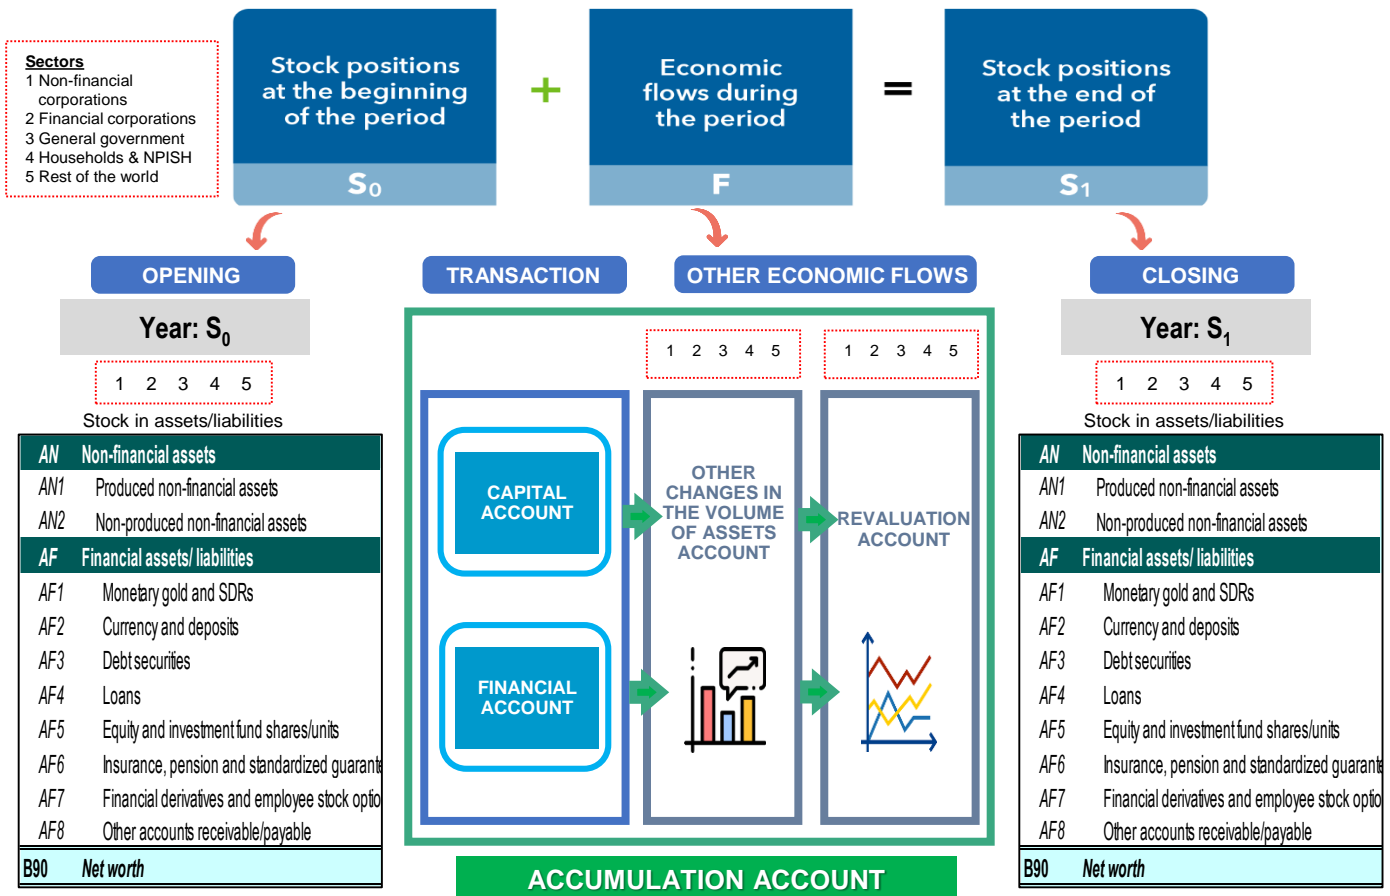 Sectors
1 Non-financial
corporations
2 Financial corporations
3 General government
4 Households & NPISH
5 Rest of the world
Stock positions
at the beginning
of the period
S0
+
Economic
flows during
the period
F
=
Stock positions
at the end of
the period
S1
OPENING
Year: S0
1 2 3 4 5
Stock in assets/liabilities
AN Non-financial assets
AN1 Produced non-financial assets
AN2 Non-produced non-financial assets
AF Financial assets/ liabilities
AF1 Monetary gold and SDRs
AF2 Currency and deposits
AF3 Debt securities
AF4 Loans
AF5 Equity and investment fund shares/units
AF6 Insurance, pension and standardized guarante
AF7 Financial derivatives and employee stock optio
AF8 Other accounts receivable/payable
B90 Net worth
TRANSACTION
OTHER ECONOMIC FLOWS
1 2 3 4 5
1 2 3 4 5
CAPITAL
ACCOUNT
OTHER
CHANGES IN
THE VOLUME
OF ASSETS
ACCOUNT
REVALUATION
ACCOUNT
FINANCIAL
ACCOUNT
ACCUMULATION ACCOUNT
CLOSING
Year: S1
1 2 3 4 5
Stock in assets/liabilities
AN Non-financial assets
AN1 Produced non-financial assets
AN2 Non-produced non-financial assets
AF Financial assets/ liabilities
AF1 Monetary gold and SDRs
AF2 Currency and deposits
AF3 Debt securities
AF4 Loans
AF5 Equity and investment fund shares/units
AF6 Insurance, pension and standardized guarante
AF7 Financial derivatives and employee stock optio
AF8 Other accounts receivable/payable
B90 Net worth